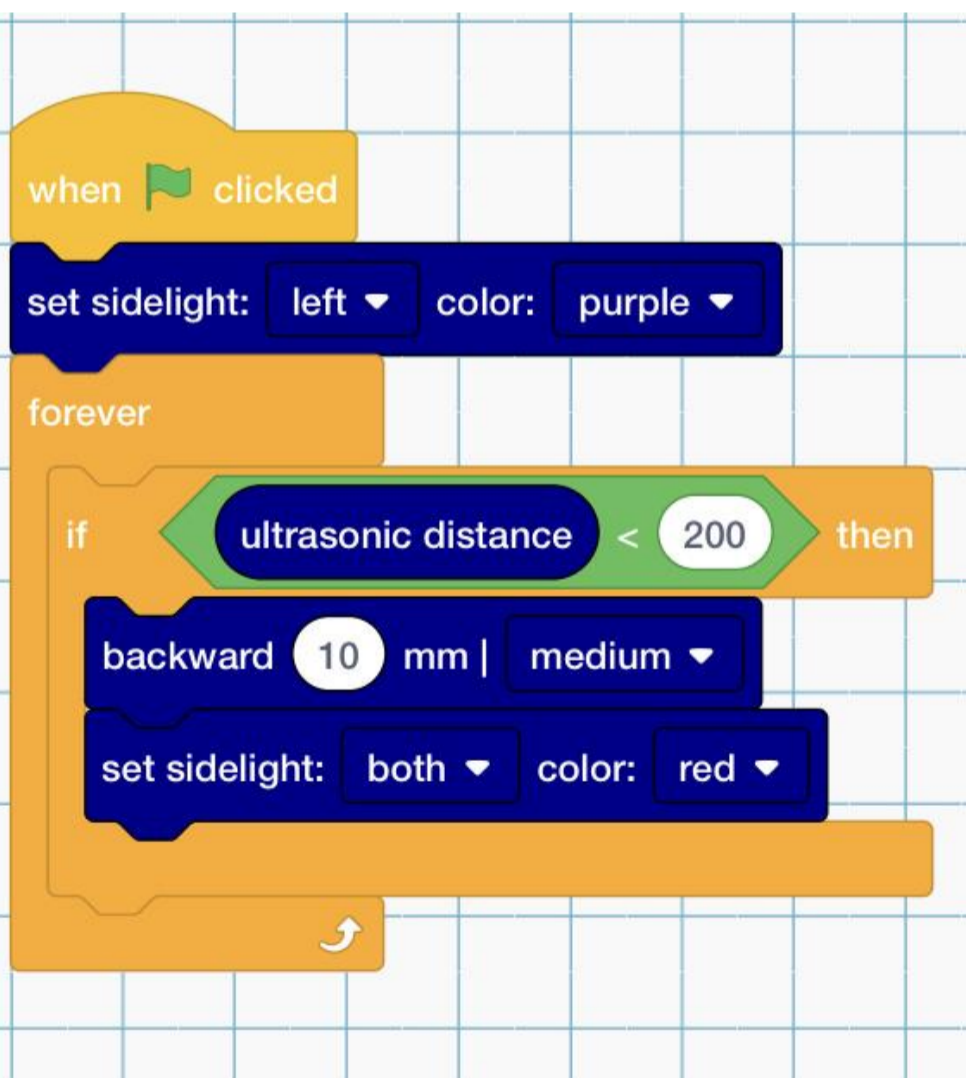 when clicked
set sidelight: left color: purple
forever
if ultrasonic distance < 200 then
backward 10 mm | medium
set sidelight: both color: red